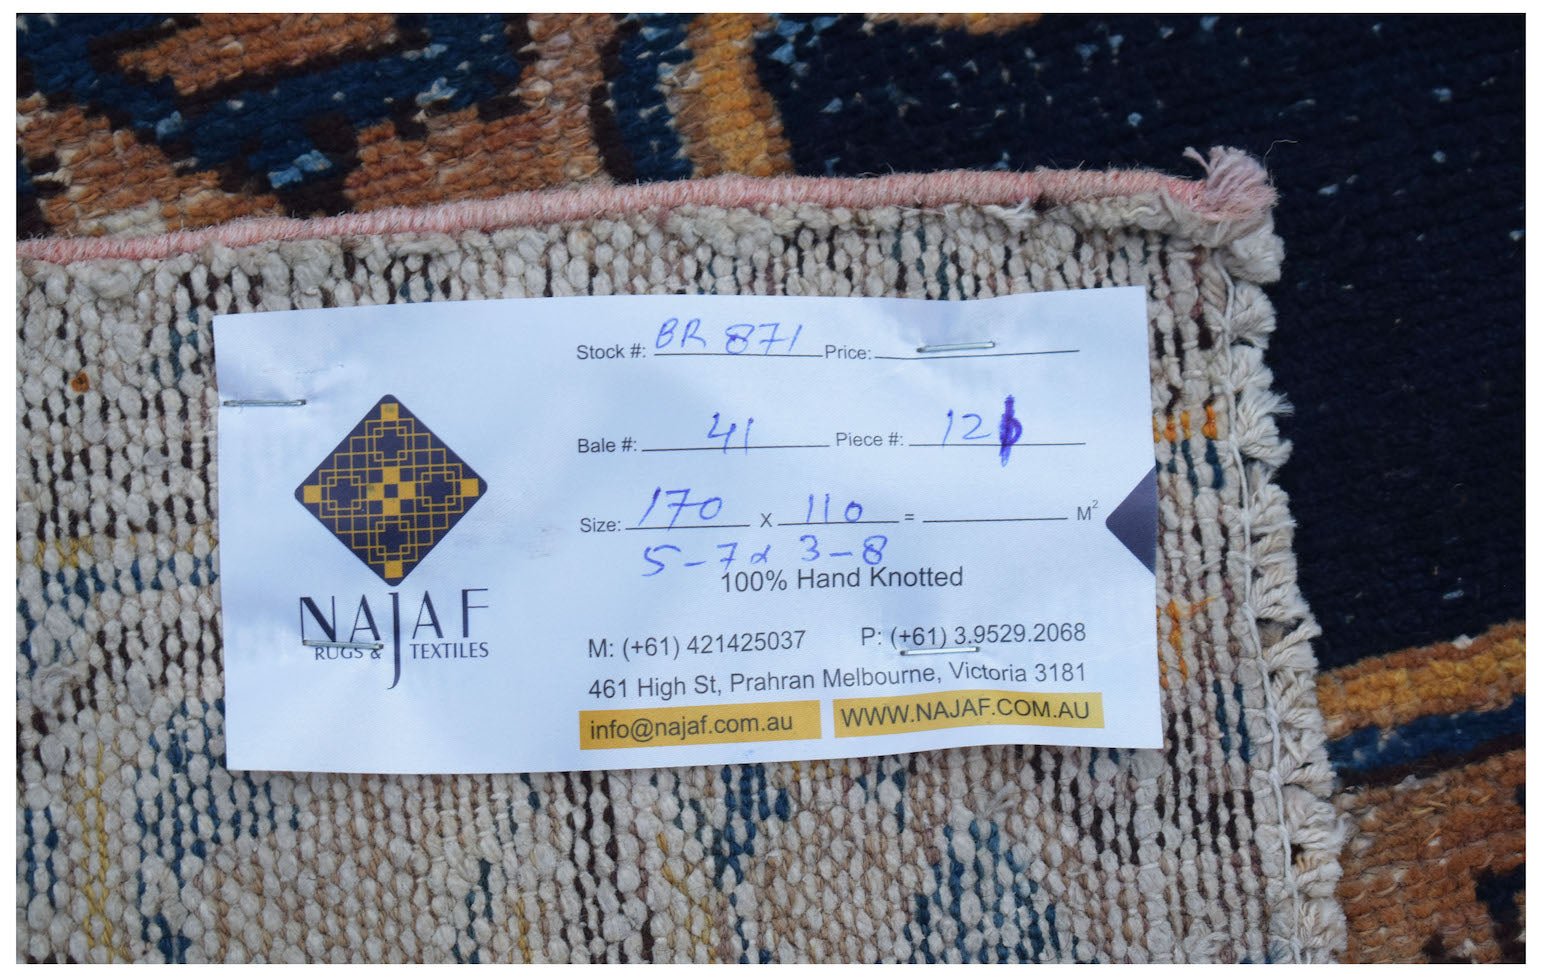 NAJAF
RUGS & TEXTILES
Stock #: BR 871 Price:
Bale #: 41 Piece #: 12
Size: 170 x 110 = M²
5-7 x 3-8
100% Hand Knotted
M: (+61) 421425037 P: (+61) 3.9529.2068
461 High St, Prahran Melbourne, Victoria 3181
info@najaf.com.au WWW.NAJAF.COM.AU